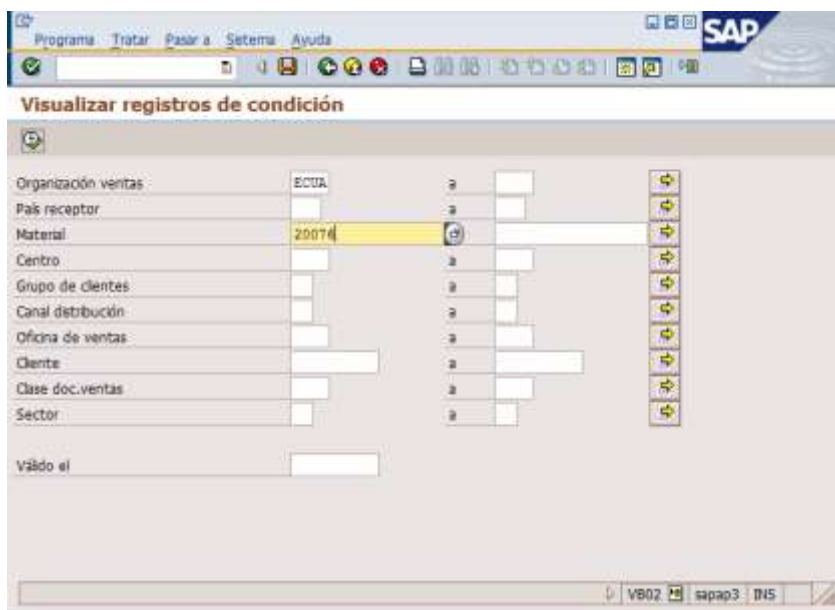 Programa Tratar Pasar a Sistema Ayuda
SAP
Visualizar registros de condición
Organización ventas ECUA a
País receptor a
Material 20076
Centro a
Grupo de clientes a
Canal distribución a
Oficina de ventas a
Cliente a
Clase doc.ventas a
Sector a
Válido el
VB02 sapap3 INS